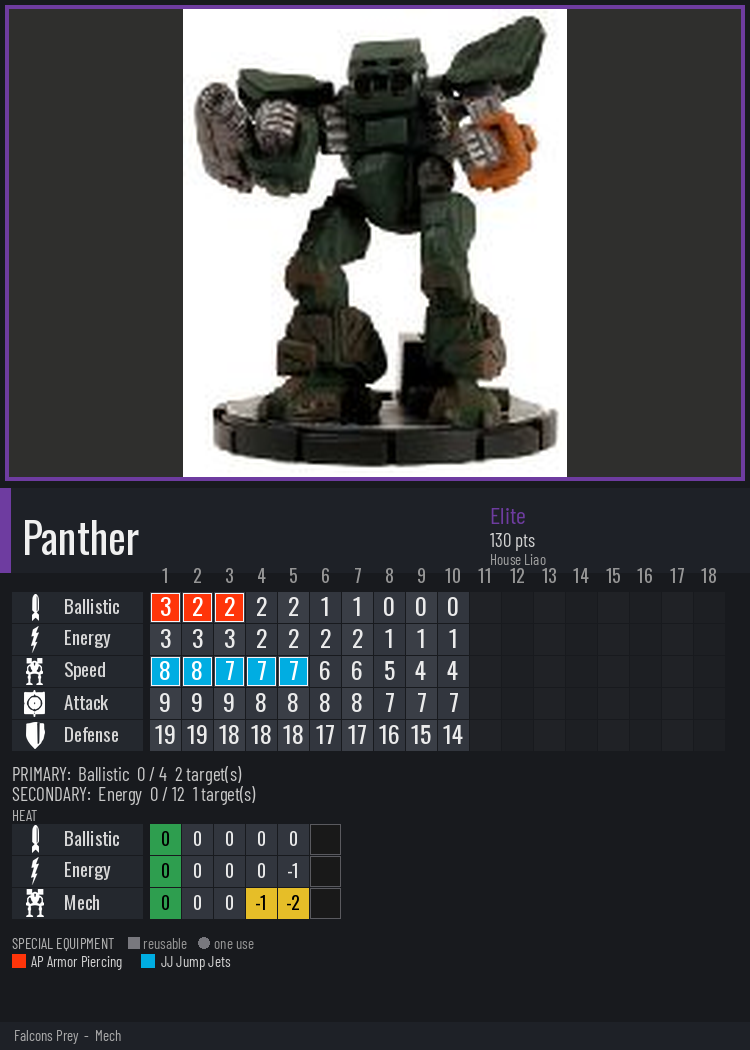 Panther
Elite
130 pts
House Liao
1 2 3 4 5 6 7 8 9 10 11 12 13 14 15 16 17 18
Ballistic 3 2 2 2 2 1 1 0 0 0
Energy 3 3 3 2 2 2 2 1 1 1
Speed 8 8 7 7 7 6 6 5 4 4
Attack 9 9 9 8 8 8 8 7 7 7
Defense 19 19 18 18 18 17 17 16 15 14
PRIMARY: Ballistic 0 / 4 2 target(s)
SECONDARY: Energy 0 / 12 1 target(s)
HEAT
Ballistic 0 0 0 0 0
Energy 0 0 0 0 -1
Mech 0 0 0 -1 -2
SPECIAL EQUIPMENT reusable one use
AP Armor Piercing JJ Jump Jets
Falcons Prey - Mech